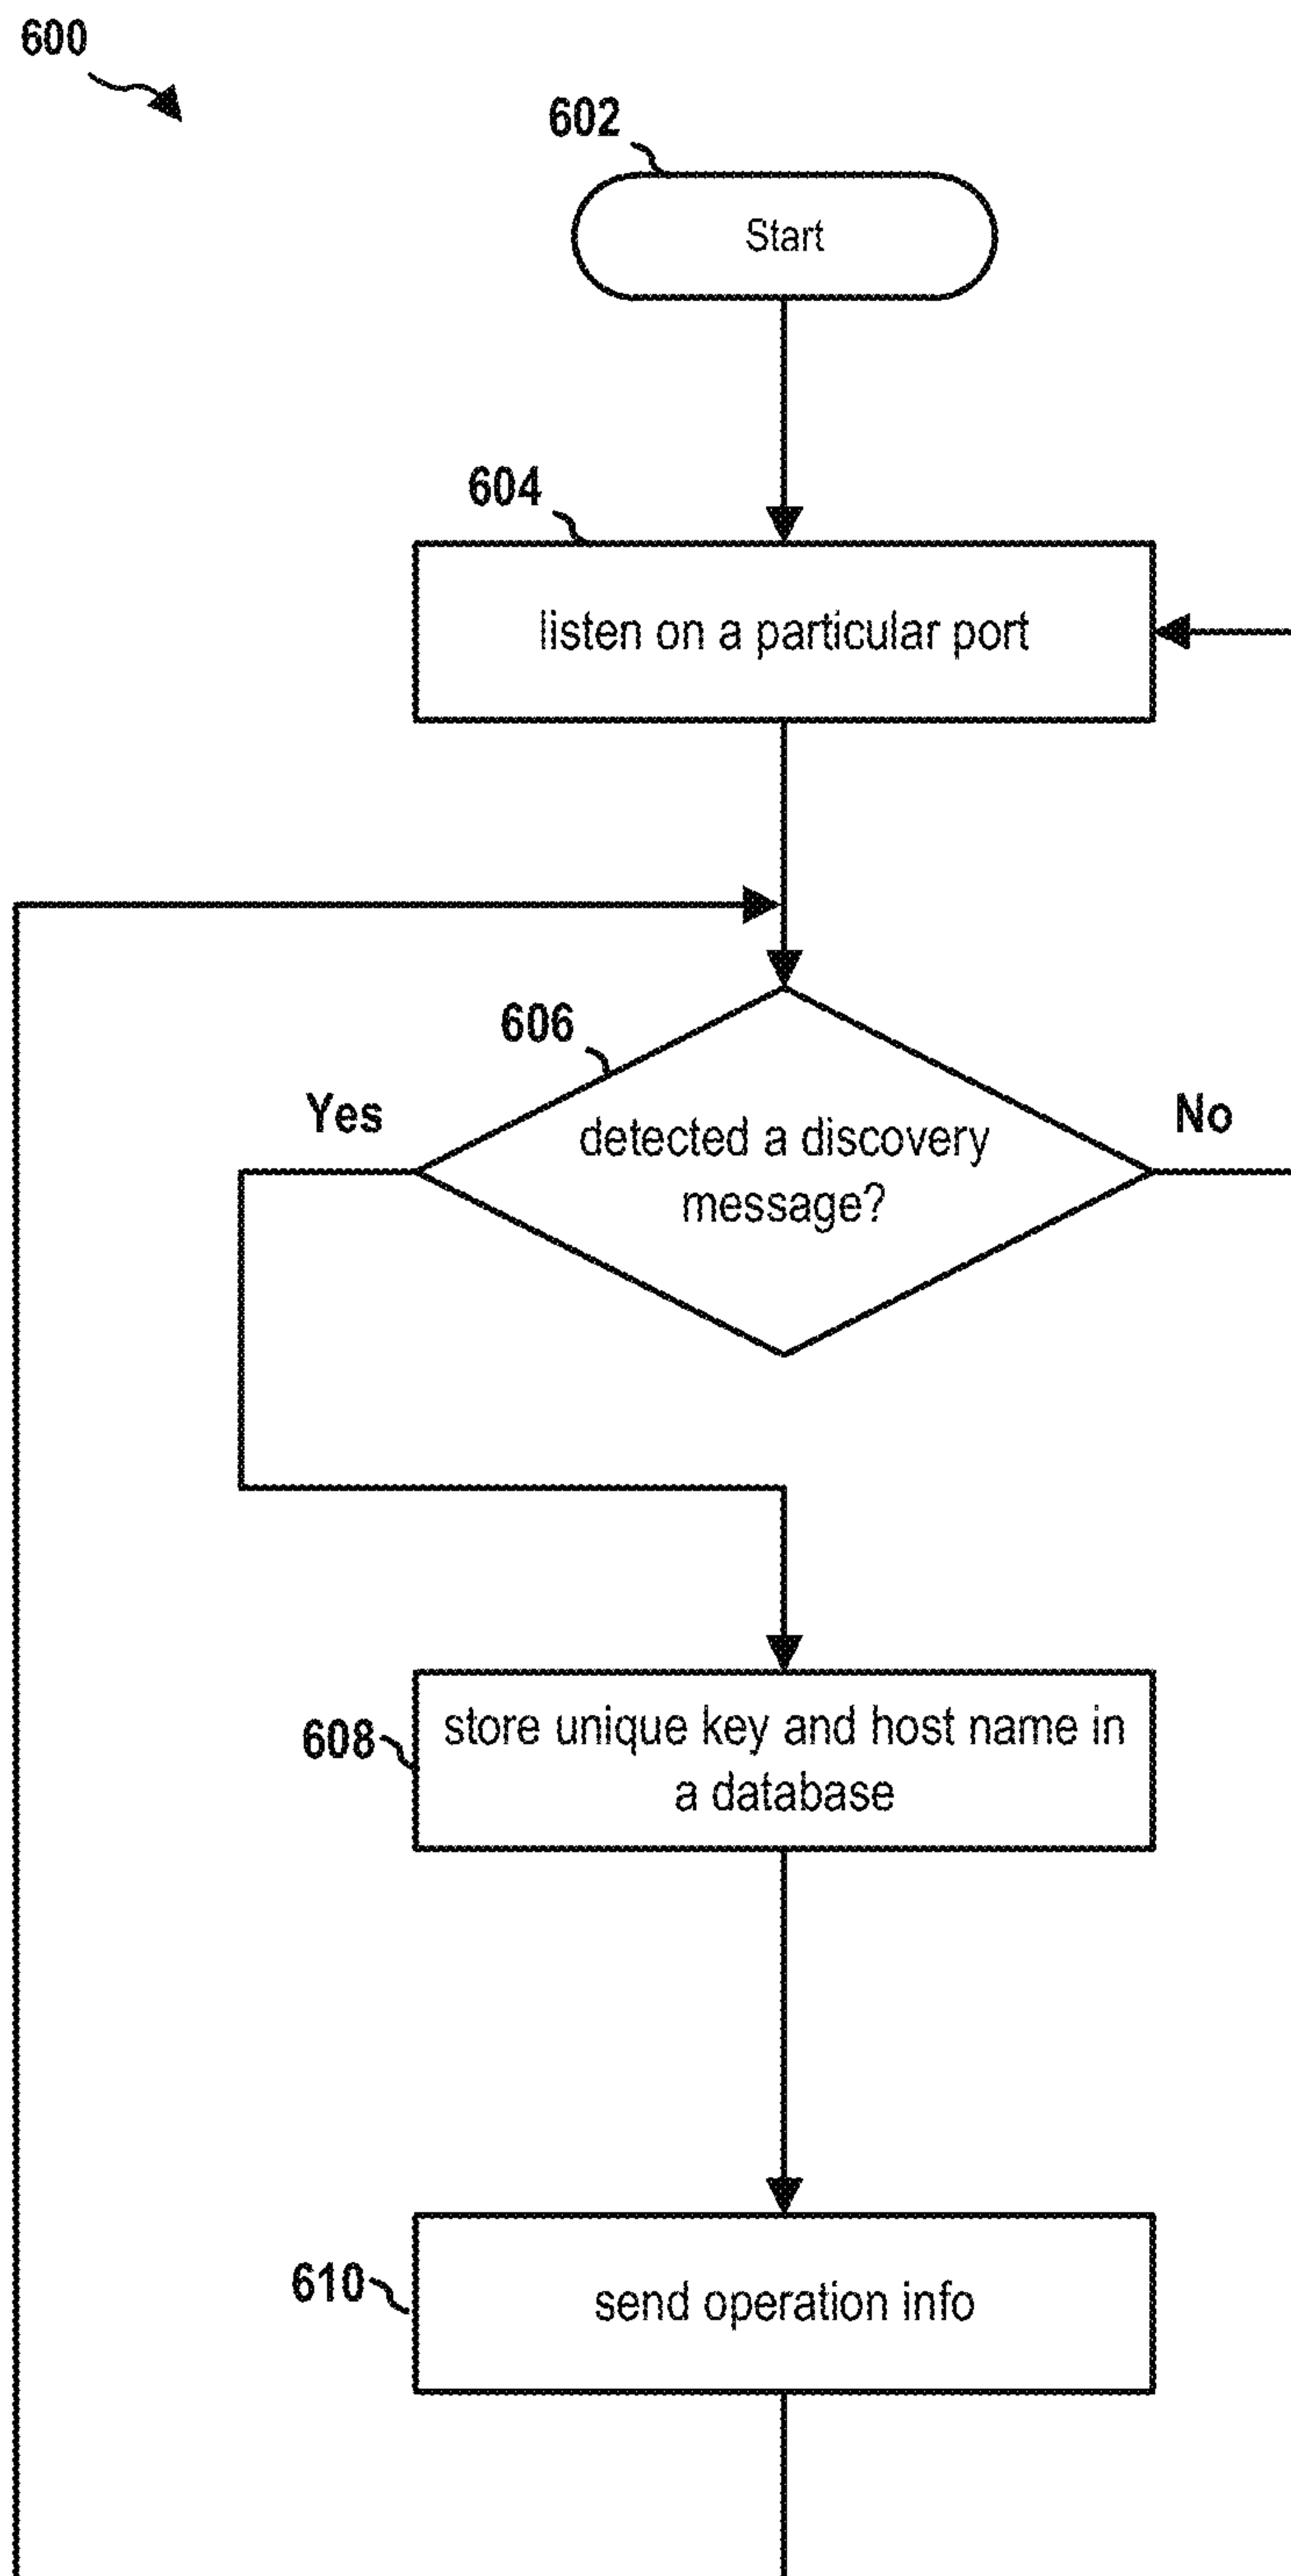 600
602
Start
604
listen on a particular port
606
Yes
No
detected a discovery
message?
608
store unique key and host name in
a database
610
send operation info